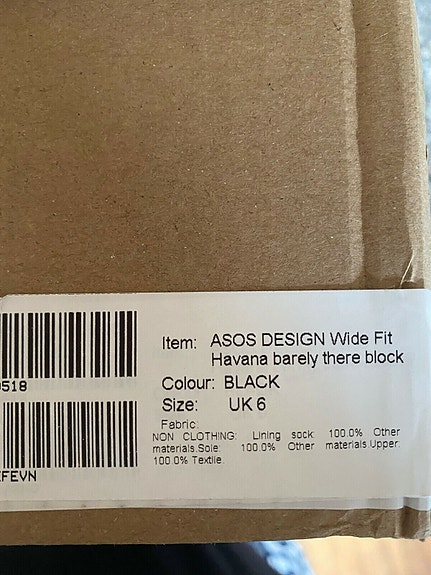 Item: ASOS DESIGN Wide Fit
Havana barely there block
Colour: BLACK
Size: UK 6
Fabric:
NON CLOTHING: Lining sock: 100.0% Other
materials.Sole: 100.0% Other materials.Upper:
100.0% Textile.
518
FEVN